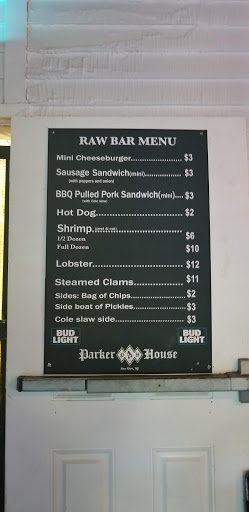 RAW BAR MENU
Mini Cheeseburger..................$3
Sausage Sandwich(mini).............$3
(with peppers and onion)
BBQ Pulled Pork Sandwich(mini)....$3
(with Cole slaw)
Hot Dog.............................$2
Shrimp
1/2 Dozen $6
Full Dozen $10
Lobster.............................$12
Steamed Clams....................$11
Sides: Bag of Chips...............$2
Side boat of Pickles..............$3
Cole slaw side.....................$3
BUD LIGHT
BUD LIGHT
Parker House